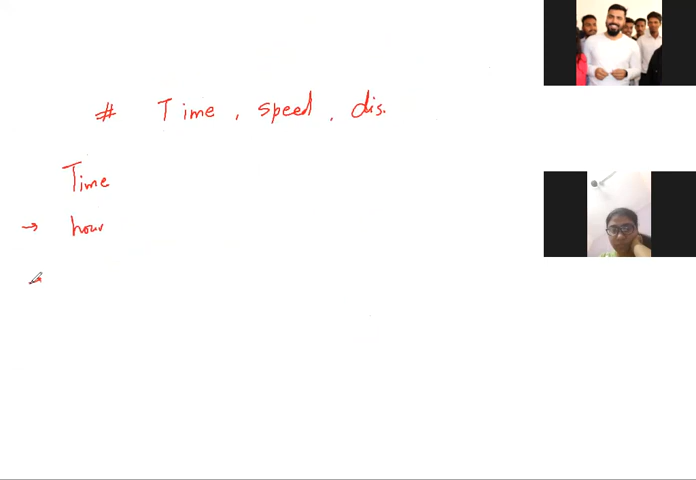 # Time, speed, dis.
Time
→ hour